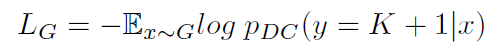 L_G = −𝔼_{x∼G} log p_{DC}(y = K + 1|x)